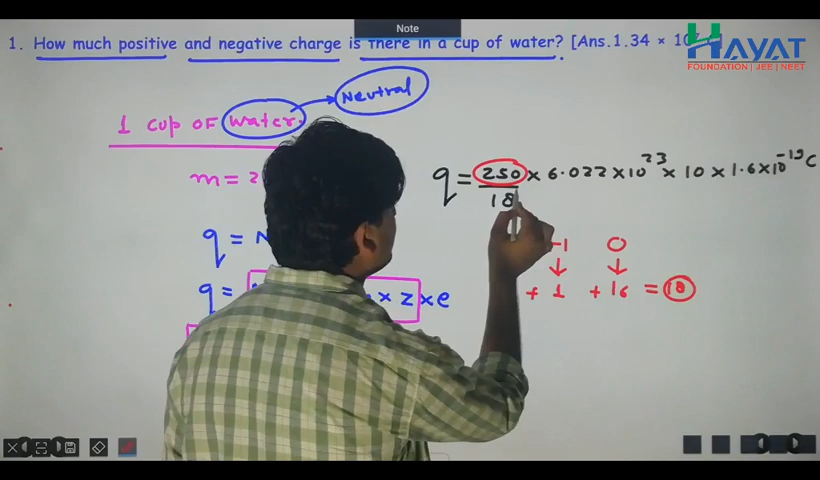 Note
HAYAT
FOUNDATION | JEE | NEET
1. How much positive and negative charge is there in a cup of water? [Ans.1.34 × 10
1 CUP OF Water.
Neutral
m = 2
q = 250/18 × 6.022 × 10^23 × 10 × 1.6 × 10^-19 C
q = N
-1 0
q = × Z × e
+ 1 + 16 = 18